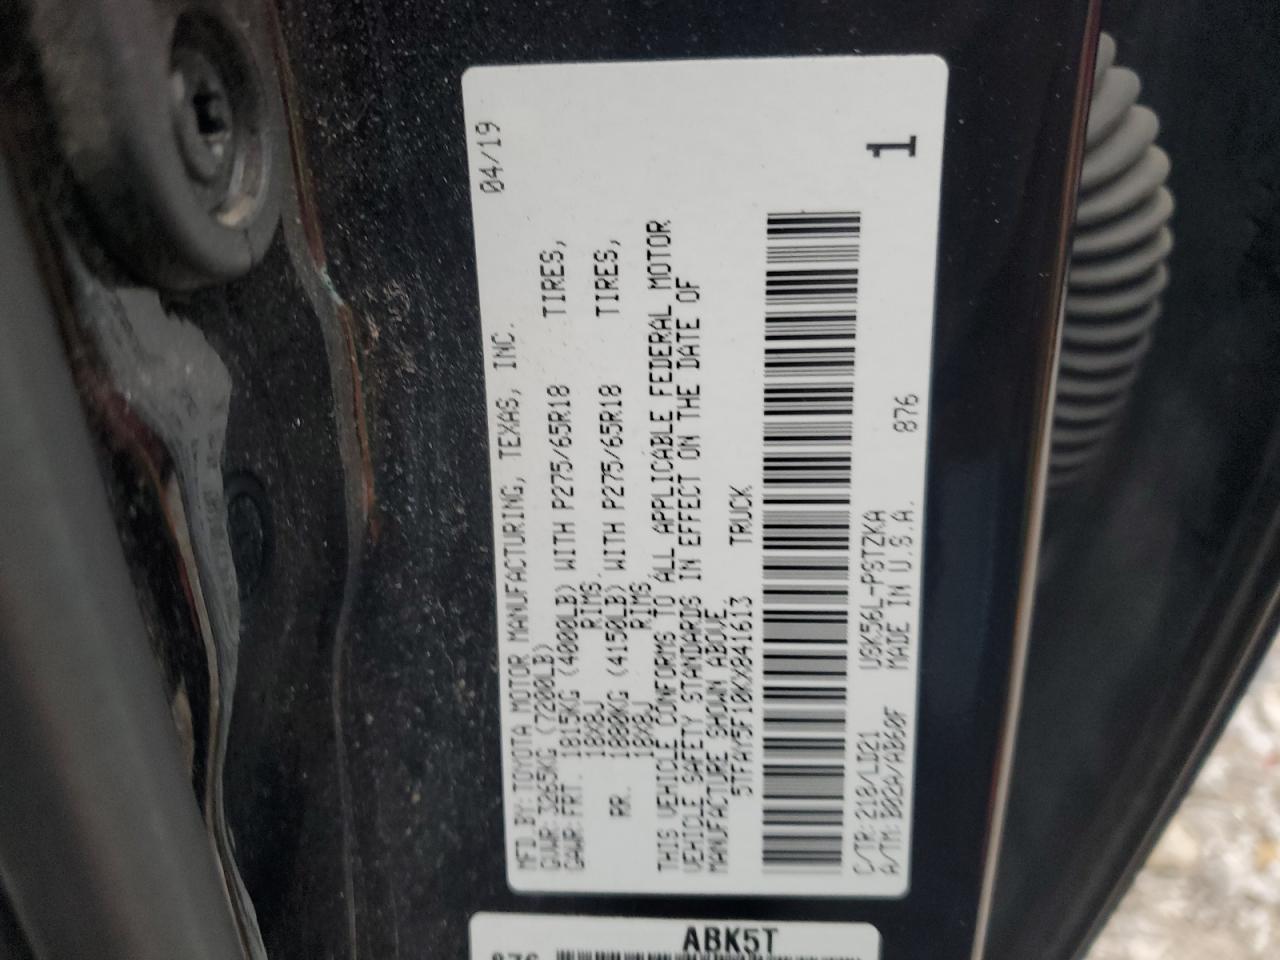 04/19
MFD.BY:TOYOTA MOTOR MANUFACTURING, TEXAS, INC.
GVWR:3265KG (7200LB)
GAWR:FRT. 1815KG (4000LB) WITH P275/65R18 TIRES,
18X8J RIMS.
RR. 1880KG (4150LB) WITH P275/65R18 TIRES,
18X8J RIMS.
THIS VEHICLE CONFORMS TO ALL APPLICABLE FEDERAL MOTOR
VEHICLE SAFETY STANDARDS IN EFFECT ON THE DATE OF
MANUFACTURE SHOWN ABOVE.
5TFAY5F10KX841613 TRUCK
C/TR:218/LI21 USK56L-PSTZKA 876
A/TM:B02A/AB60F MADE IN U.S.A.
1
ABK5T
876